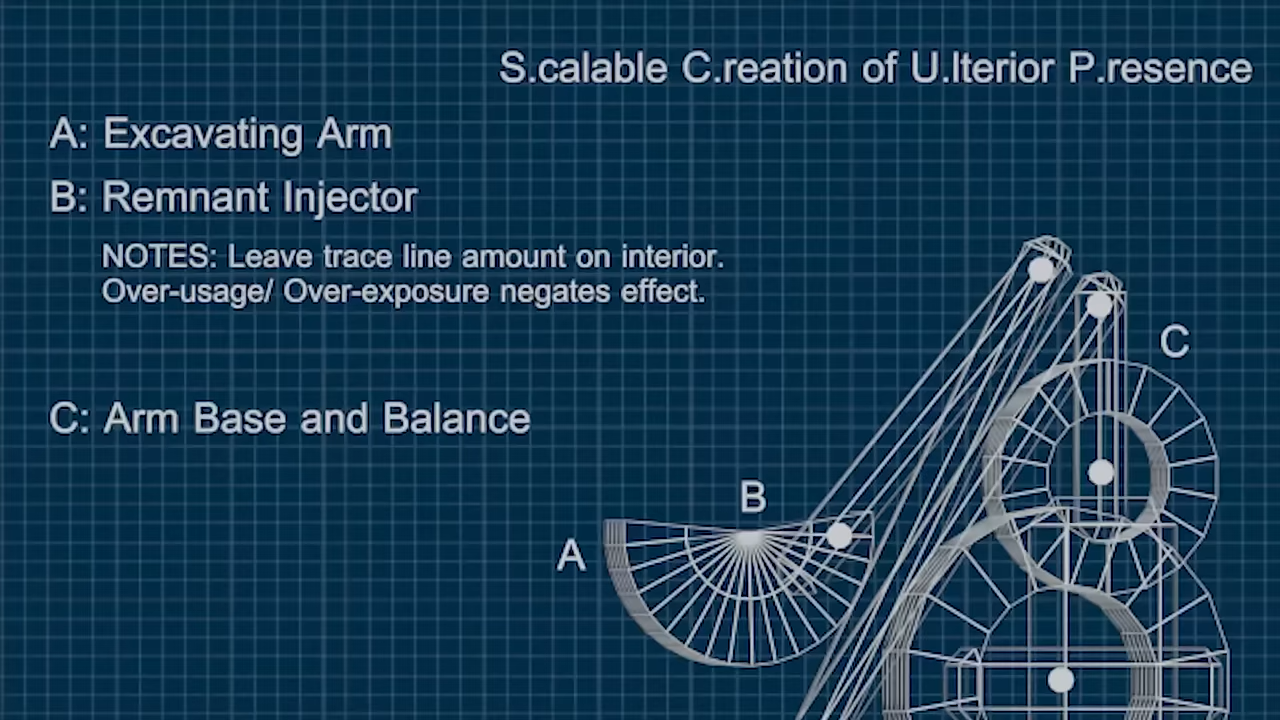 S.calable C.reation of U.lterior P.resence
A: Excavating Arm
B: Remnant Injector
NOTES: Leave trace line amount on interior.
Over-usage/ Over-exposure negates effect.
C
C: Arm Base and Balance
B
A